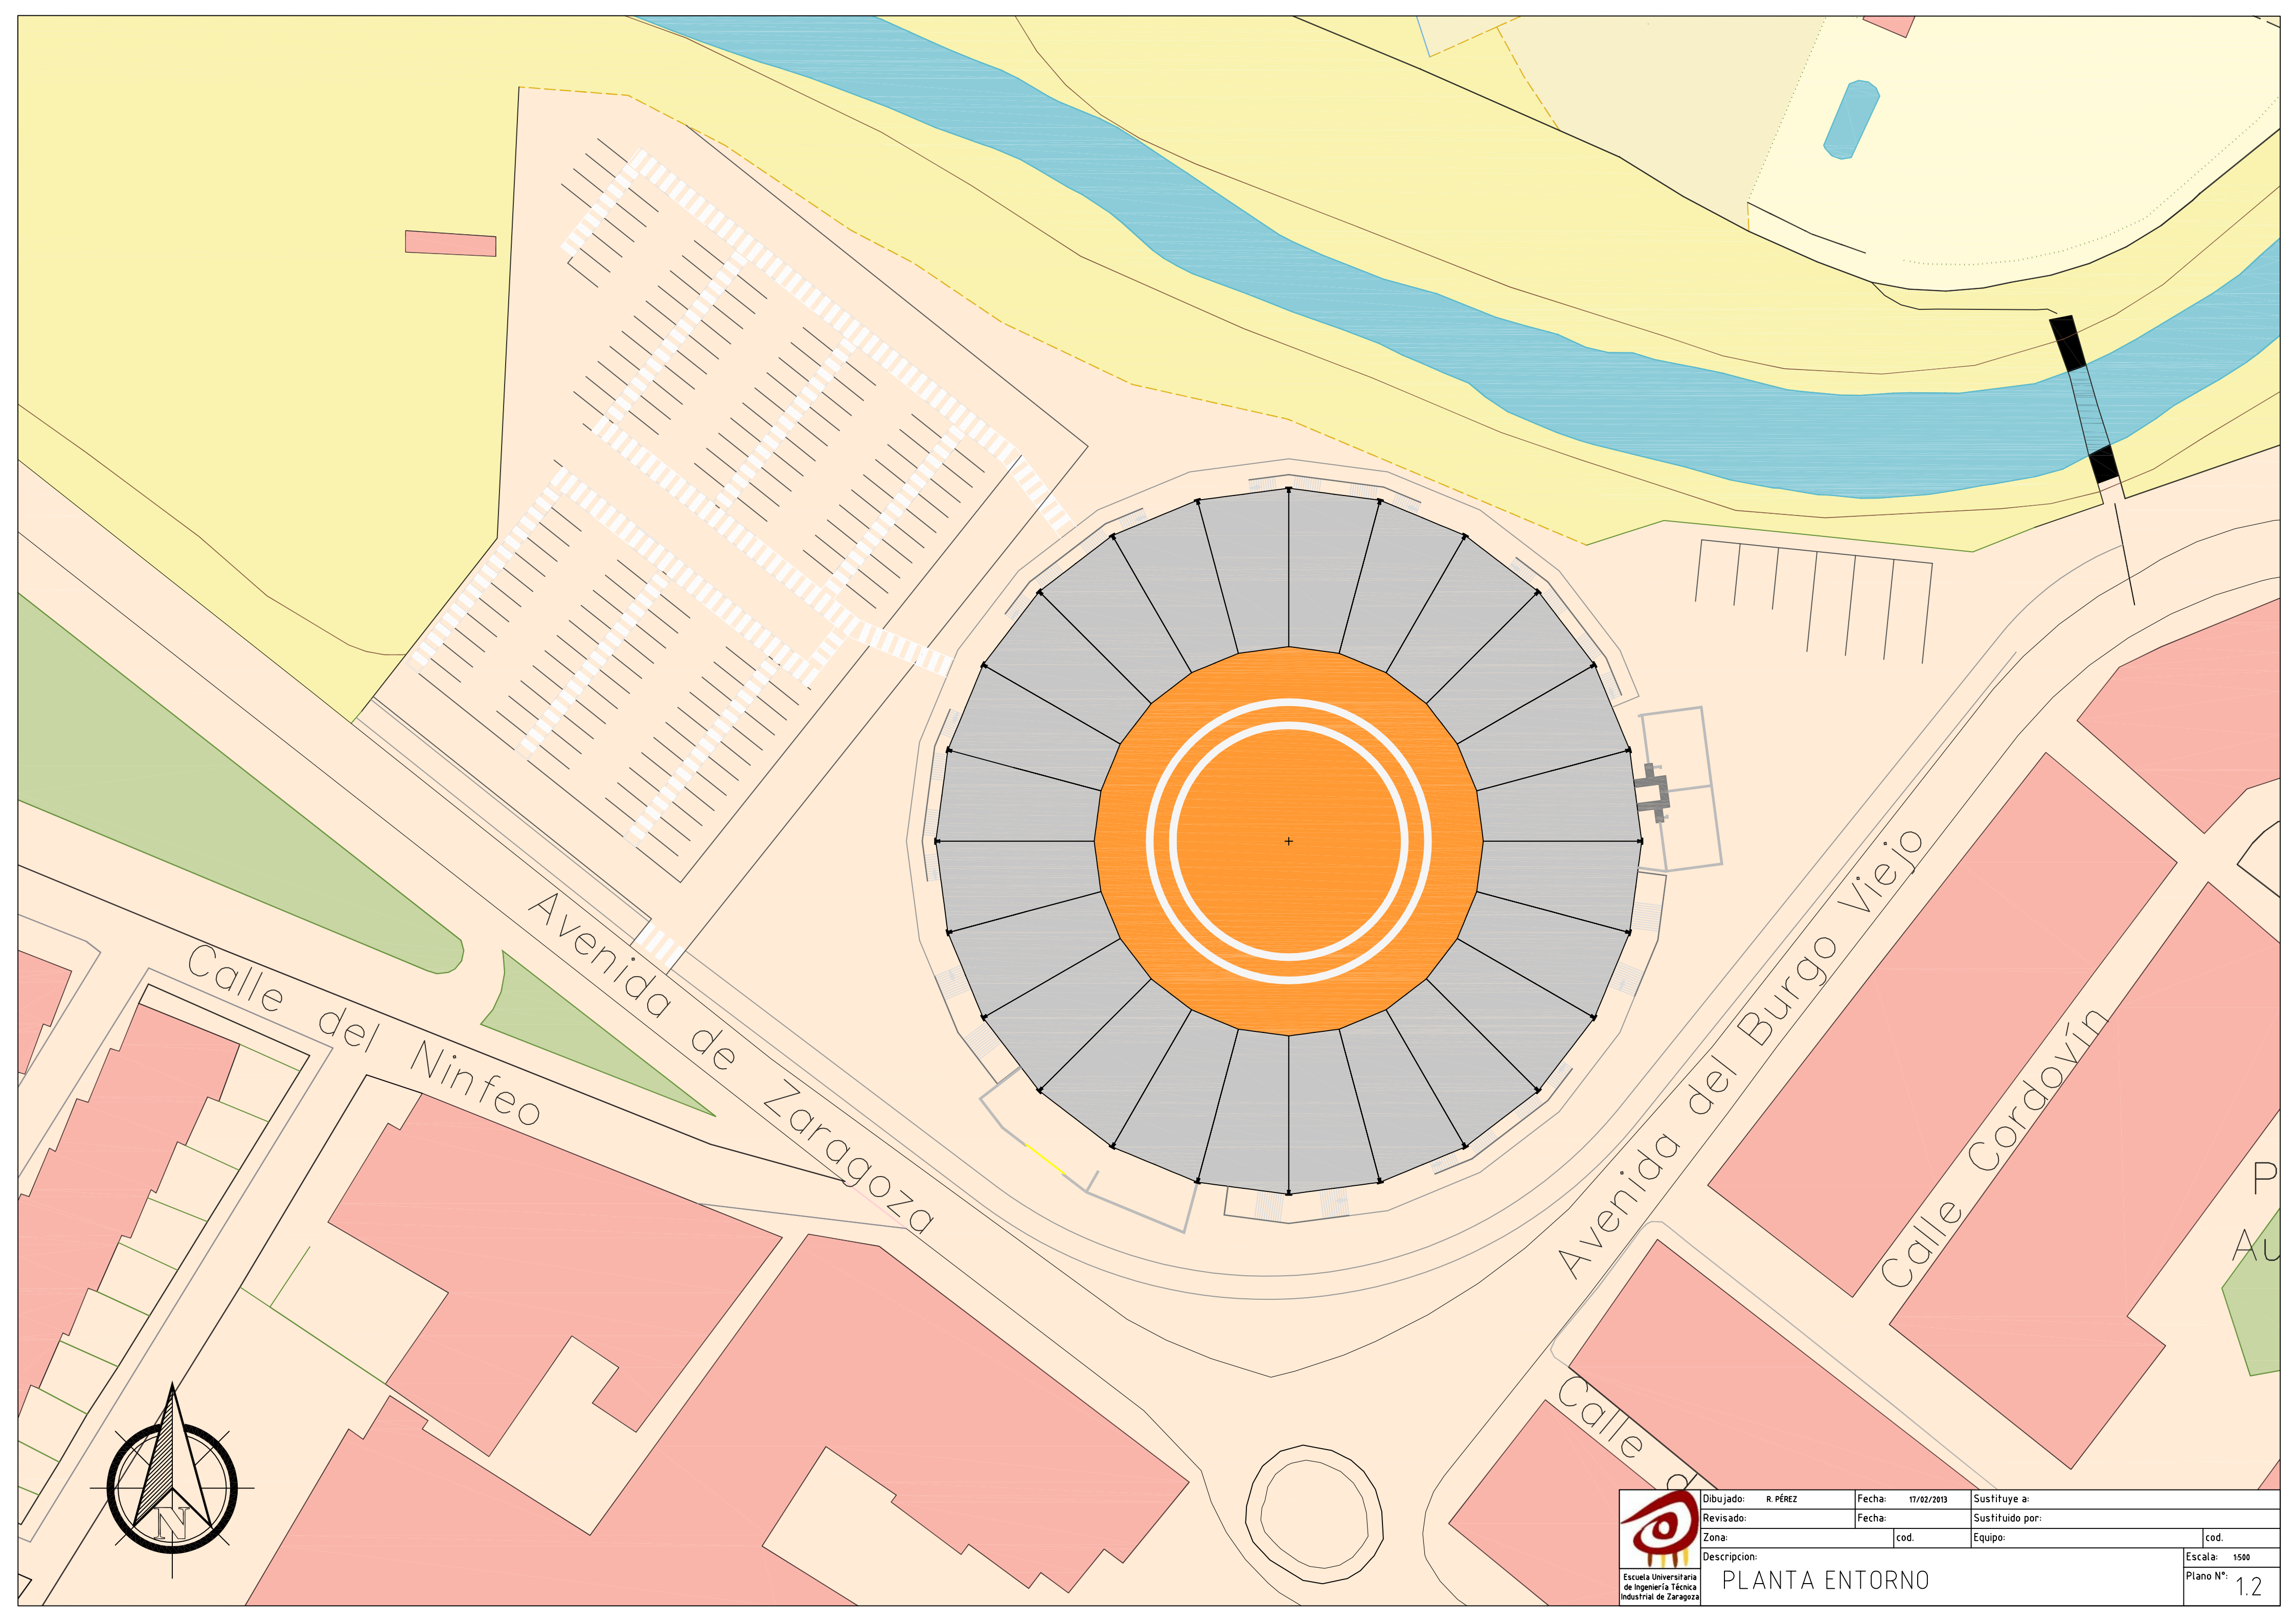 Avenida de Zaragoza
Calle del Ninfeo
Avenida del Burgo Viejo
Calle Cordovín
P
Au
Calle d
N
Dibujado: R. PÉREZ Fecha: 17/02/2013 Sustituye a:
Revisado: Fecha: Sustituido por:
Zona: cod. Equipo: cod.
Descripcion: Escala: 1:500
PLANTA ENTORNO Plano N°: 1.2
Escuela Universitaria
de Ingeniería Técnica
Industrial de Zaragoza